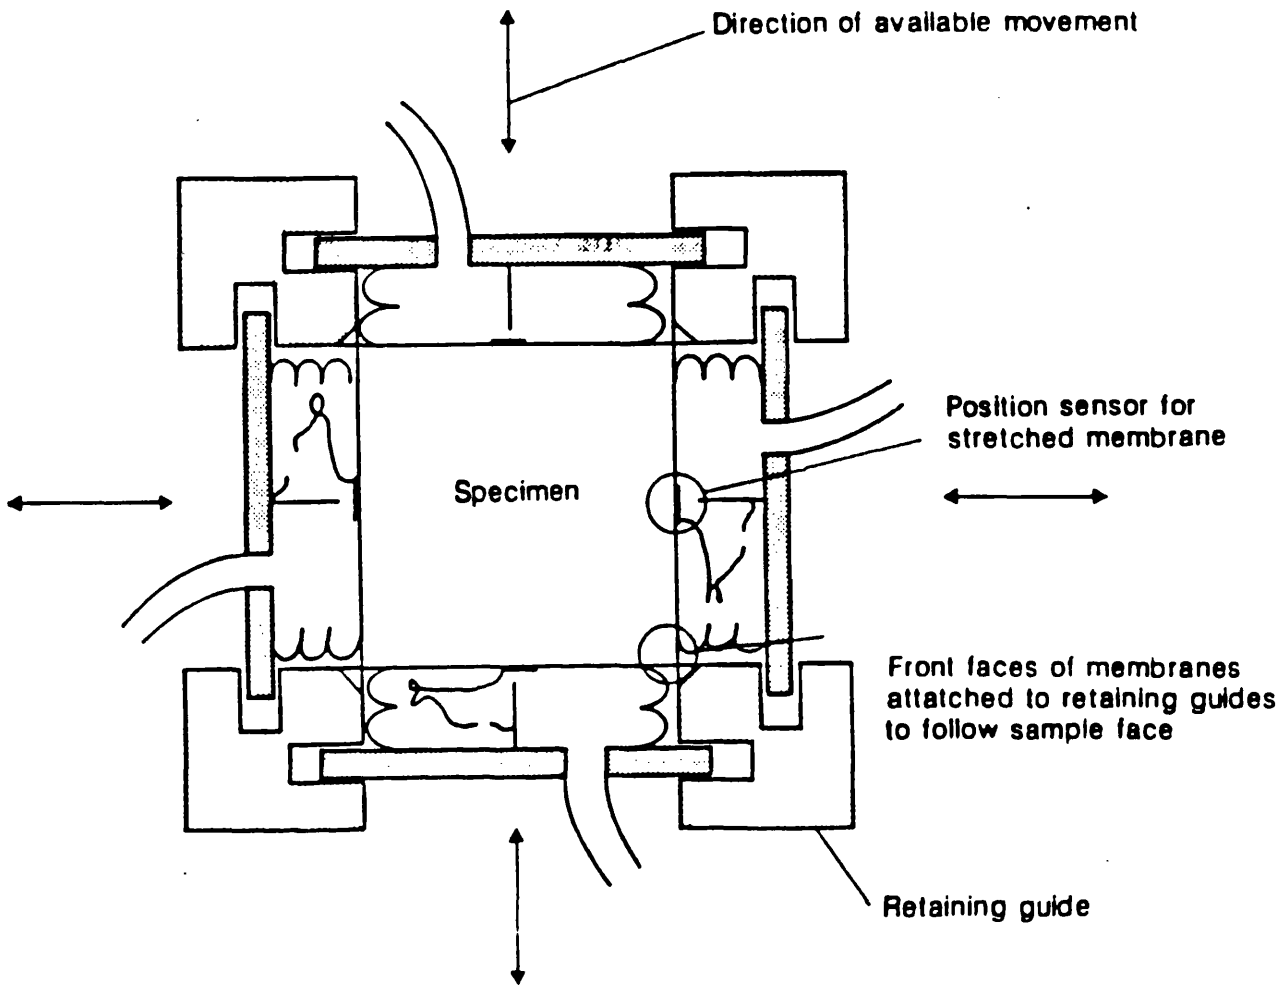 Direction of available movement
Position sensor for
stretched membrane
Specimen
Front faces of membranes
attatched to retaining guides
to follow sample face
Retaining guide